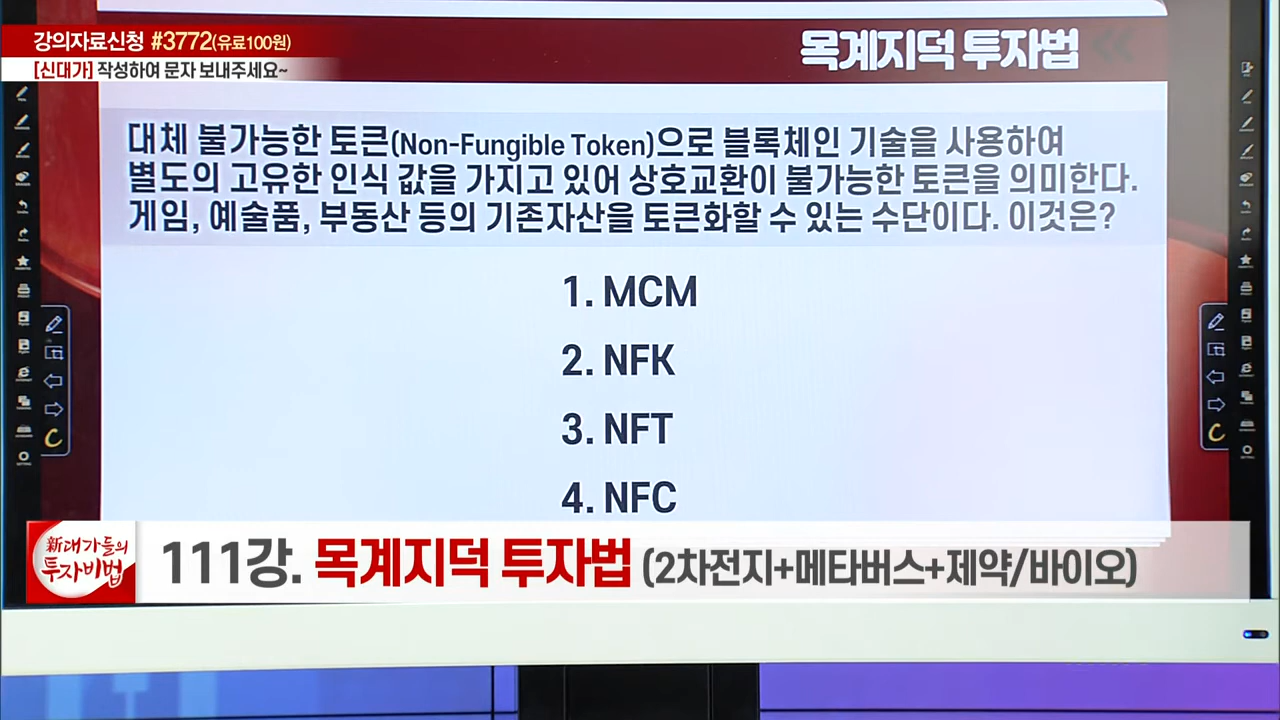 강의자료신청 #3772(유료100원)
[신대가] 작성하여 문자 보내주세요~
목계지덕 투자법
대체 불가능한 토큰(Non-Fungible Token)으로 블록체인 기술을 사용하여
별도의 고유한 인식 값을 가지고 있어 상호교환이 불가능한 토큰을 의미한다.
게임, 예술품, 부동산 등의 기존자산을 토큰화할 수 있는 수단이다. 이것은?
1. MCM
2. NFK
3. NFT
4. NFC
新대가들의
투자비법
111강. 목계지덕 투자법 (2차전지+메타버스+제약/바이오)